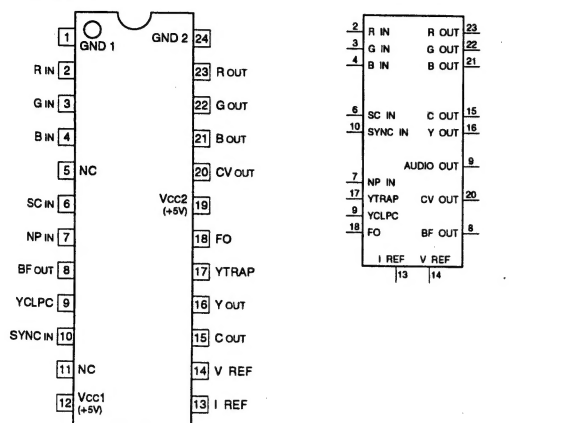 1 GND 1 GND 2 24
R IN 2 23 R OUT
G IN 3 22 G OUT
B IN 4 21 B OUT
5 NC 20 CV OUT
SC IN 6 VCC2 (+5V) 19
NP IN 7 18 FO
BF OUT 8 17 YTRAP
YCLPC 9 16 Y OUT
SYNC IN 10 15 C OUT
11 NC 14 V REF
12 VCC1 (+5V) 13 I REF
2 R IN R OUT 23
3 G IN G OUT 22
4 B IN B OUT 21
6 SC IN C OUT 15
10 SYNC IN Y OUT 16
AUDIO OUT 9
7 NP IN
17 YTRAP CV OUT 20
9 YCLPC
18 FO BF OUT 8
I REF V REF
13 14